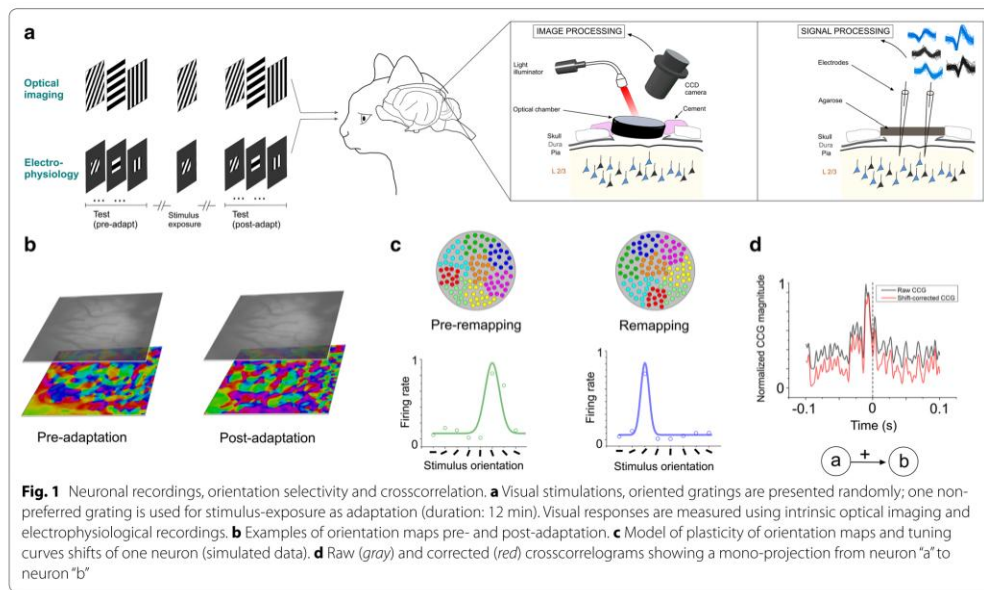 a
Optical
imaging
Electro-
physiology
... ...
... ...
Test
(pre-adapt)
Stimulus
exposure
Test
(post-adapt)
IMAGE PROCESSING
Light
illuminator
CCD
camera
Optical chamber
Cement
Skull
Dura
Pia
L 2/3
SIGNAL PROCESSING
Electrodes
Agarose
Skull
Dura
Pia
L 2/3
b
Pre-adaptation
Post-adaptation
c
Pre-remapping
Remapping
1
Firing rate
0
Stimulus orientation
1
Firing rate
0
Stimulus orientation
d
Normalized CCG magnitude
0
1
Raw CCG
Shift-corrected CCG
-0.1
0
0.1
Time (s)
a
+
b
Fig. 1 Neuronal recordings, orientation selectivity and crosscorrelation. a Visual stimulations, oriented gratings are presented randomly; one non-
preferred grating is used for stimulus-exposure as adaptation (duration: 12 min). Visual responses are measured using intrinsic optical imaging and
electrophysiological recordings. b Examples of orientation maps pre- and post-adaptation. c Model of plasticity of orientation maps and tuning
curves shifts of one neuron (simulated data). d Raw (gray) and corrected (red) crosscorrelograms showing a mono-projection from neuron "a" to
neuron "b"